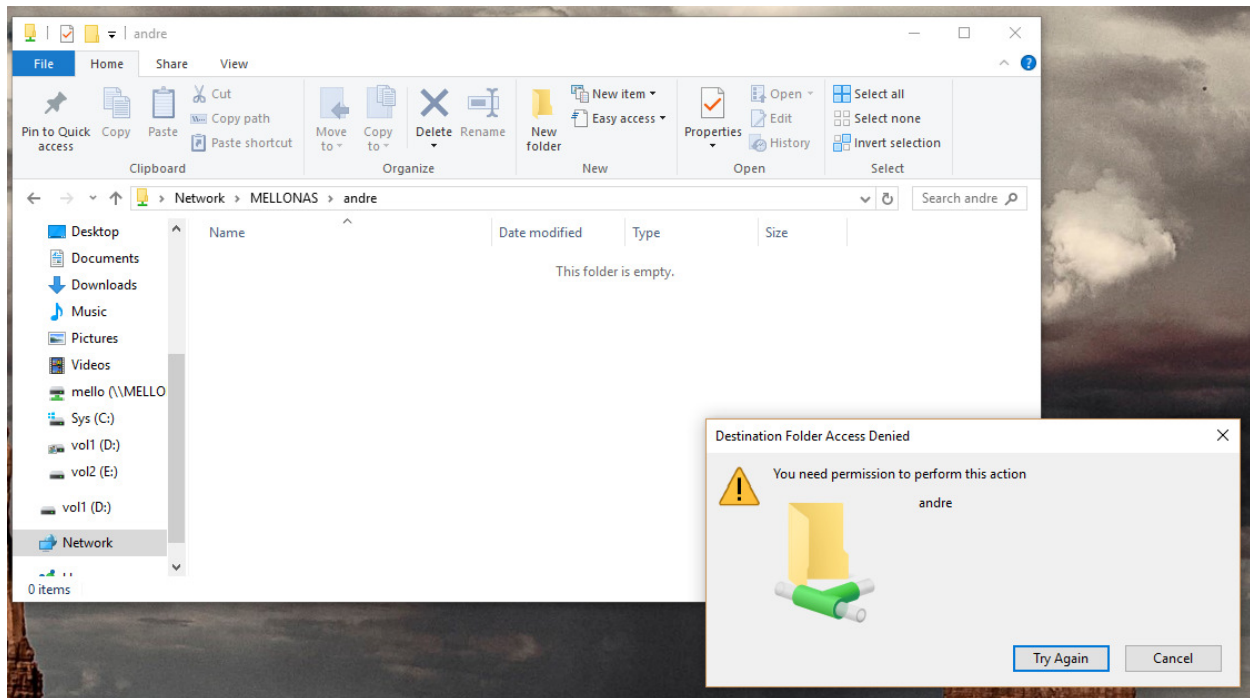 andre
File Home Share View
Pin to Quick access
Copy
Paste
Cut
Copy path
Paste shortcut
Clipboard
Move to
Copy to
Delete
Rename
Organize
New folder
New item
Easy access
New
Properties
Open
Edit
History
Open
Select all
Select none
Invert selection
Select
Network > MELLONAS > andre
Search andre
Name Date modified Type Size
This folder is empty.
Desktop
Documents
Downloads
Music
Pictures
Videos
mello (\\MELLO
Sys (C:)
vol1 (D:)
vol2 (E:)
vol1 (D:)
Network
0 items
Destination Folder Access Denied
You need permission to perform this action
andre
Try Again Cancel